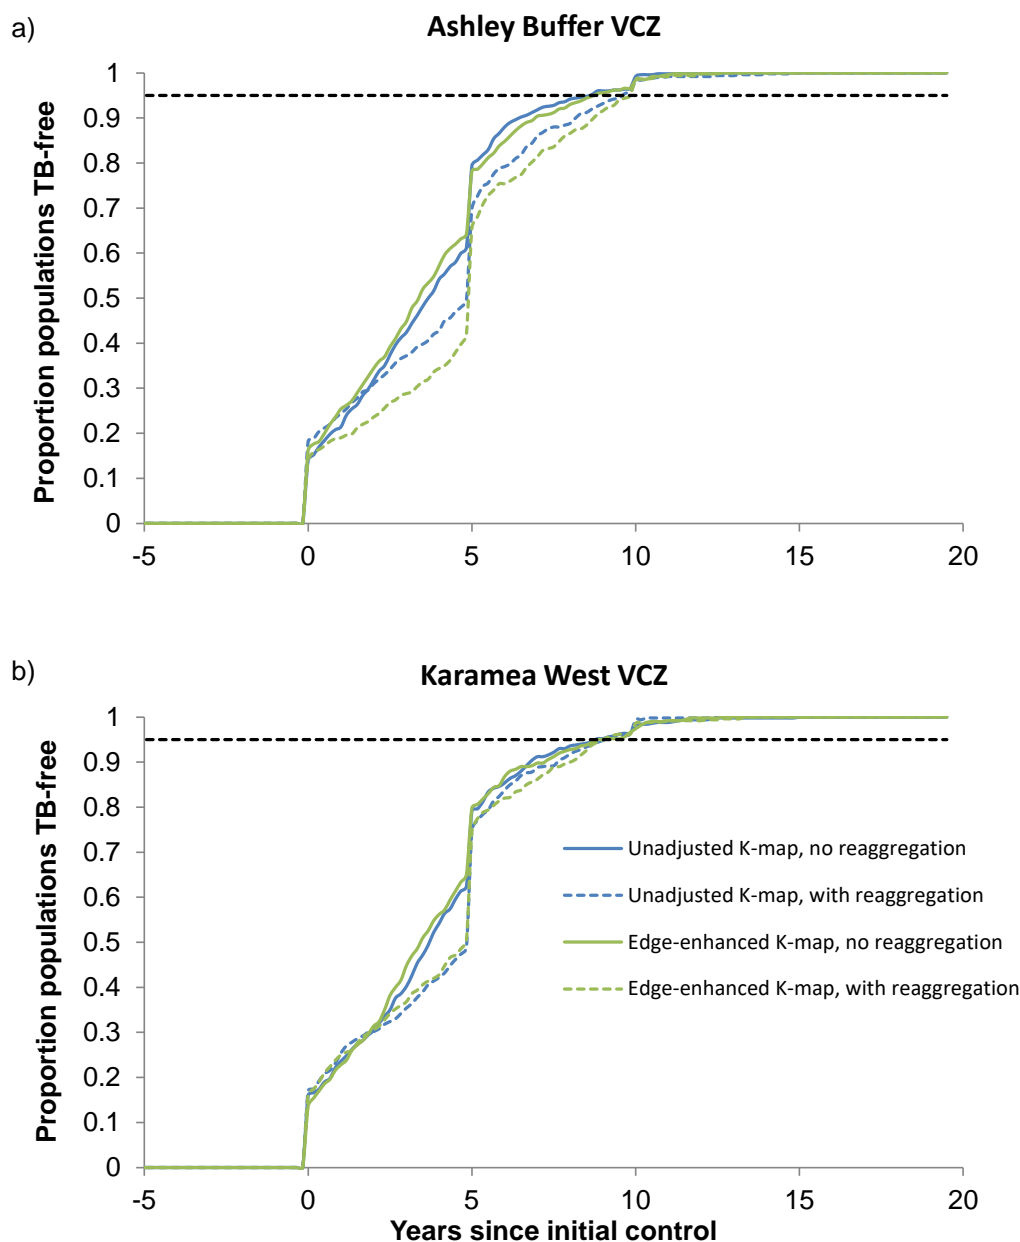 a)
Ashley Buffer VCZ
Proportion populations TB-free
1
0.9
0.8
0.7
0.6
0.5
0.4
0.3
0.2
0.1
0
-5 0 5 10 15 20
b)
Karamea West VCZ
Proportion populations TB-free
1
0.9
0.8
0.7
0.6
0.5
0.4
0.3
0.2
0.1
0
Unadjusted K-map, no reaggregation
Unadjusted K-map, with reaggregation
Edge-enhanced K-map, no reaggregation
Edge-enhanced K-map, with reaggregation
-5 0 5 10 15 20
Years since initial control